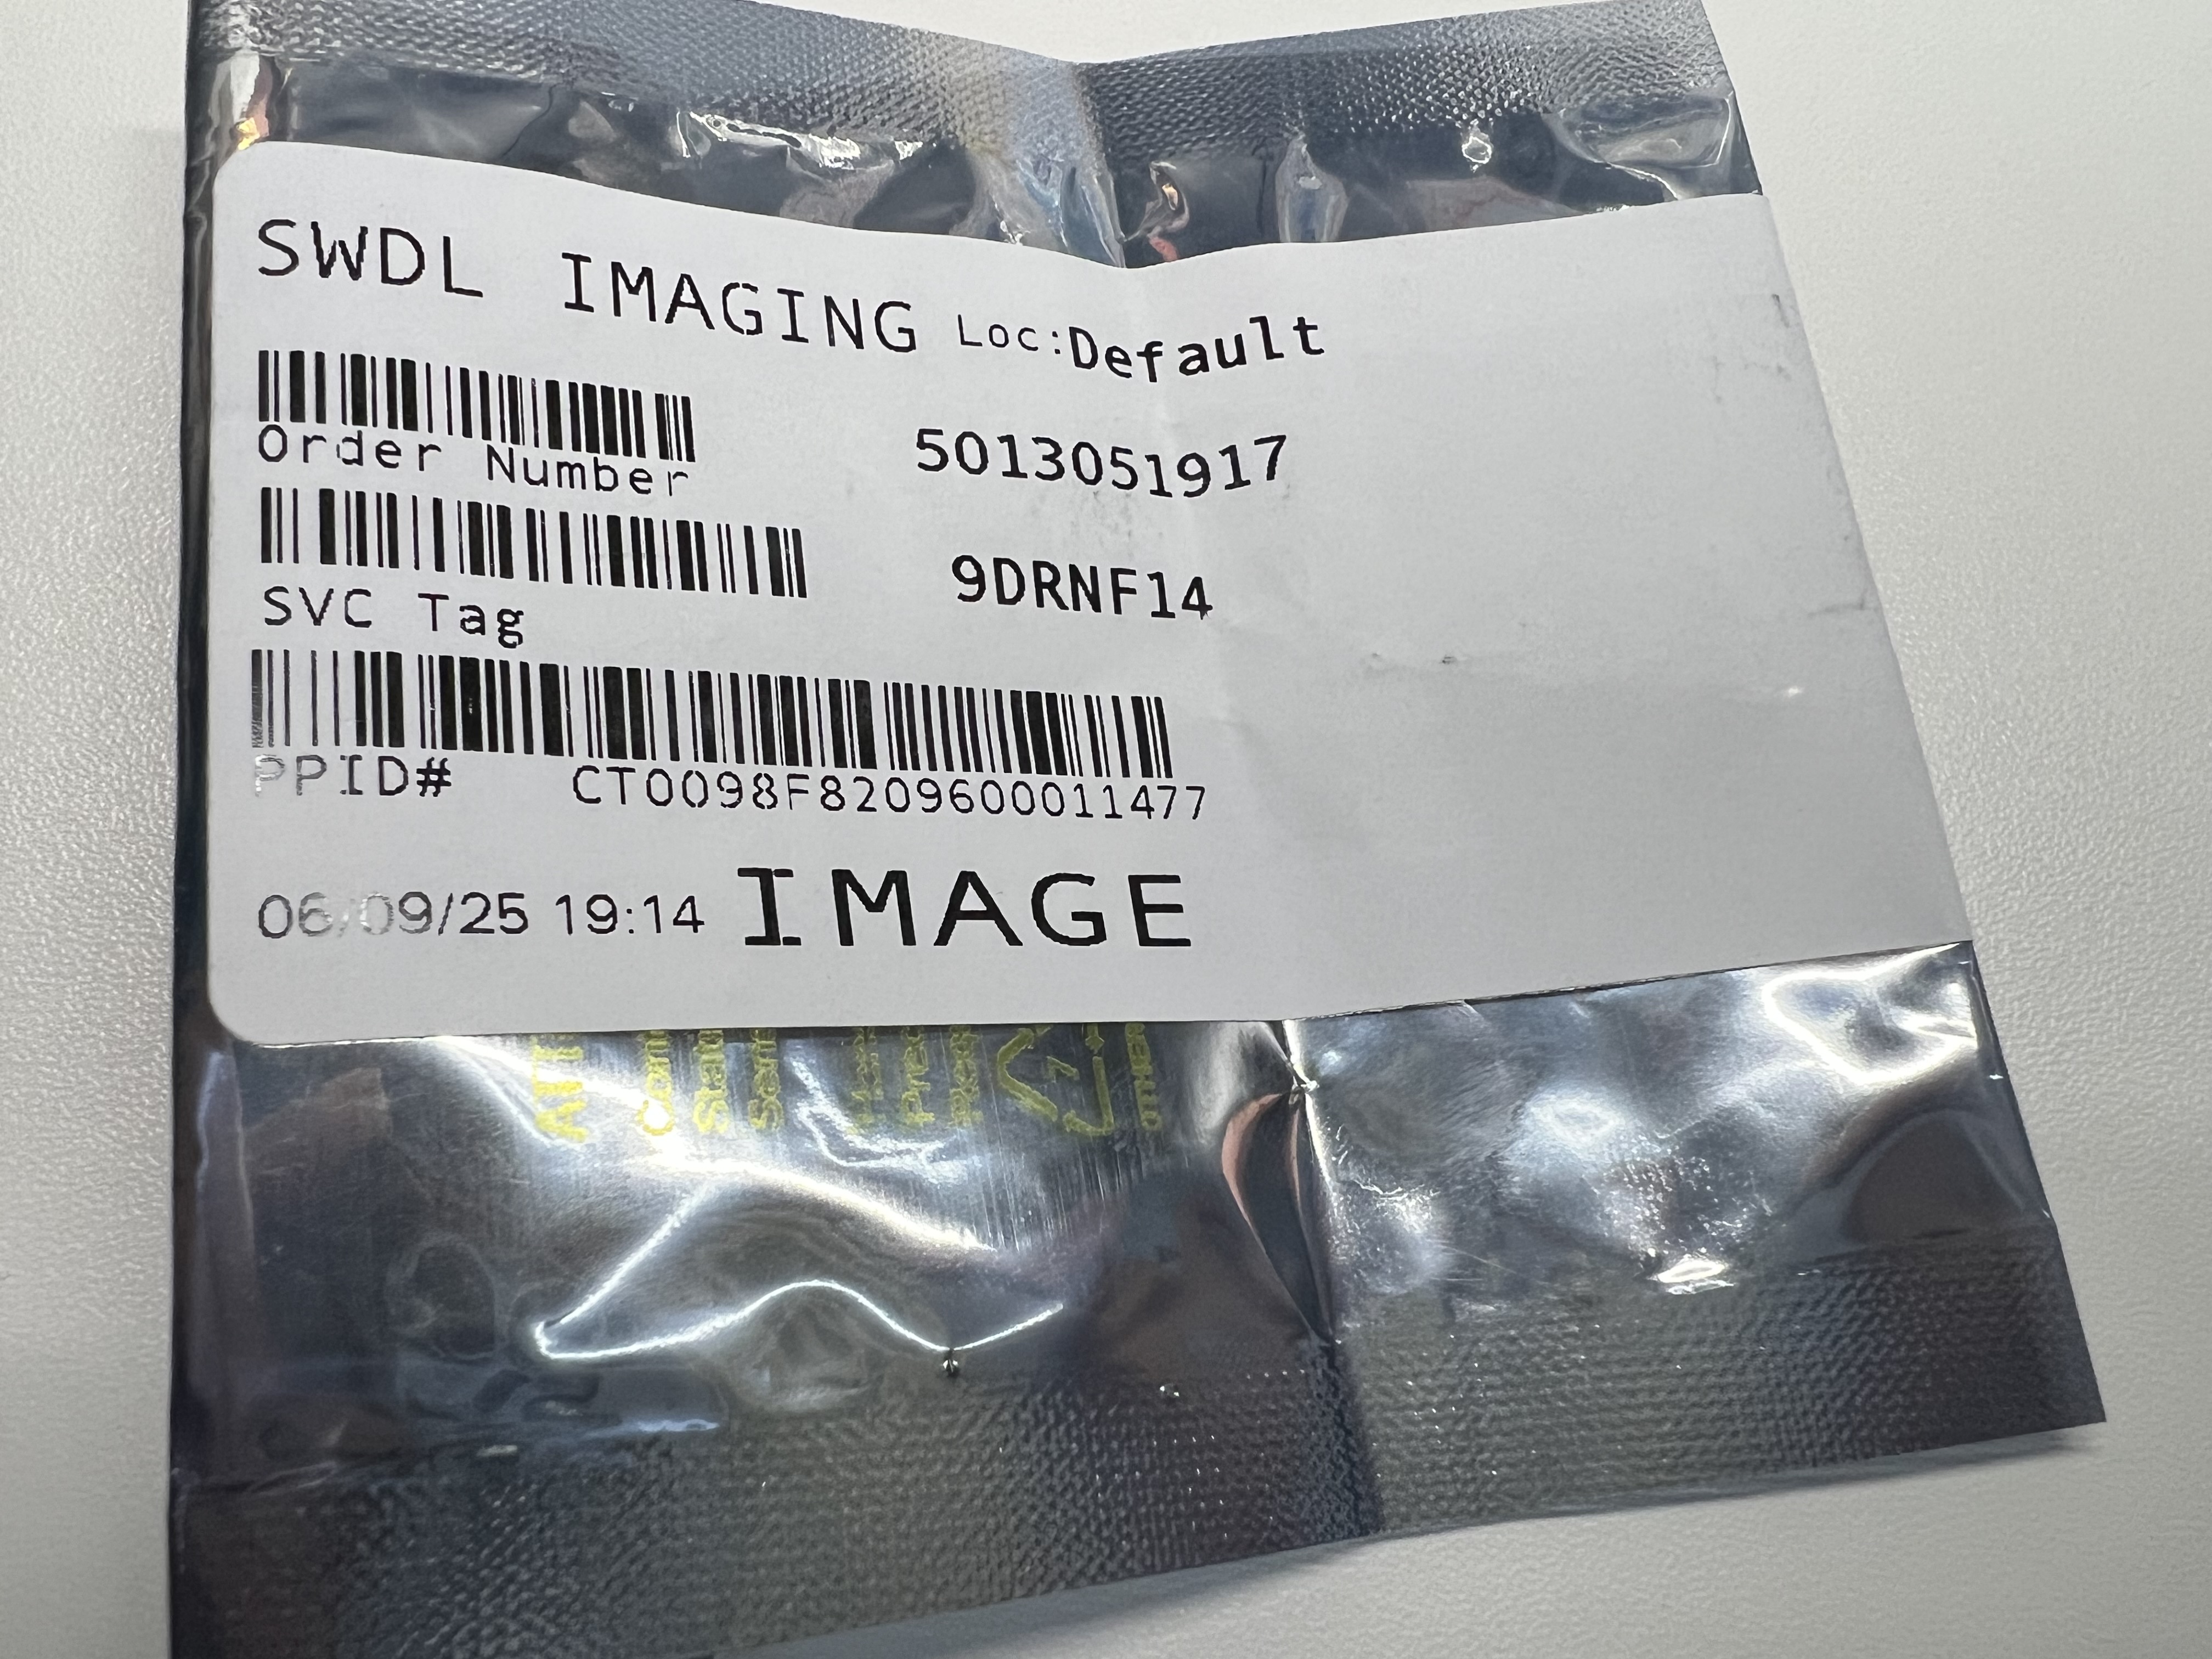 SWDL IMAGING Loc:Default
Order Number 5013051917
SVC Tag 9DRNF14
PPID# CT0098F8209600011477
06/09/25 19:14 IMAGE